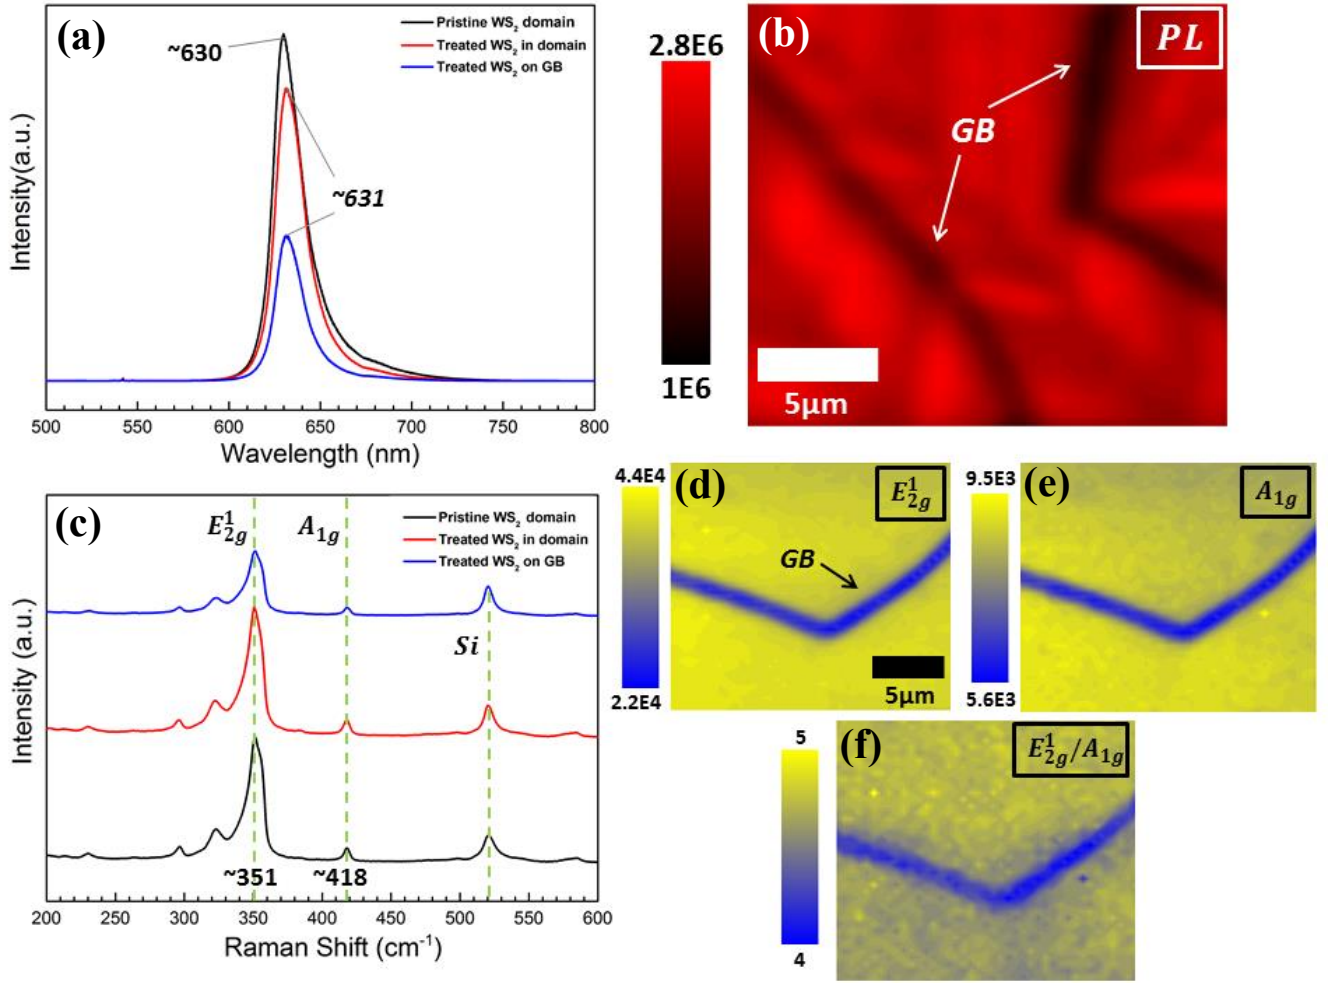 (a)
Pristine WS₂ domain
Treated WS₂ in domain
Treated WS₂ on GB
~630
~631
Intensity(a.u.)
500 550 600 650 700 750 800
Wavelength (nm)
2.8E6
1E6
(b)
PL
GB
5μm
(c)
E¹₂g
A₁g
Pristine WS₂ domain
Treated WS₂ in domain
Treated WS₂ on GB
Si
~351
~418
Intensity (a.u.)
200 250 300 350 400 450 500 550 600
Raman Shift (cm⁻¹)
4.4E4
2.2E4
(d)
E¹₂g
GB
5μm
9.5E3
5.6E3
(e)
A₁g
5
4
(f)
E¹₂g/A₁g